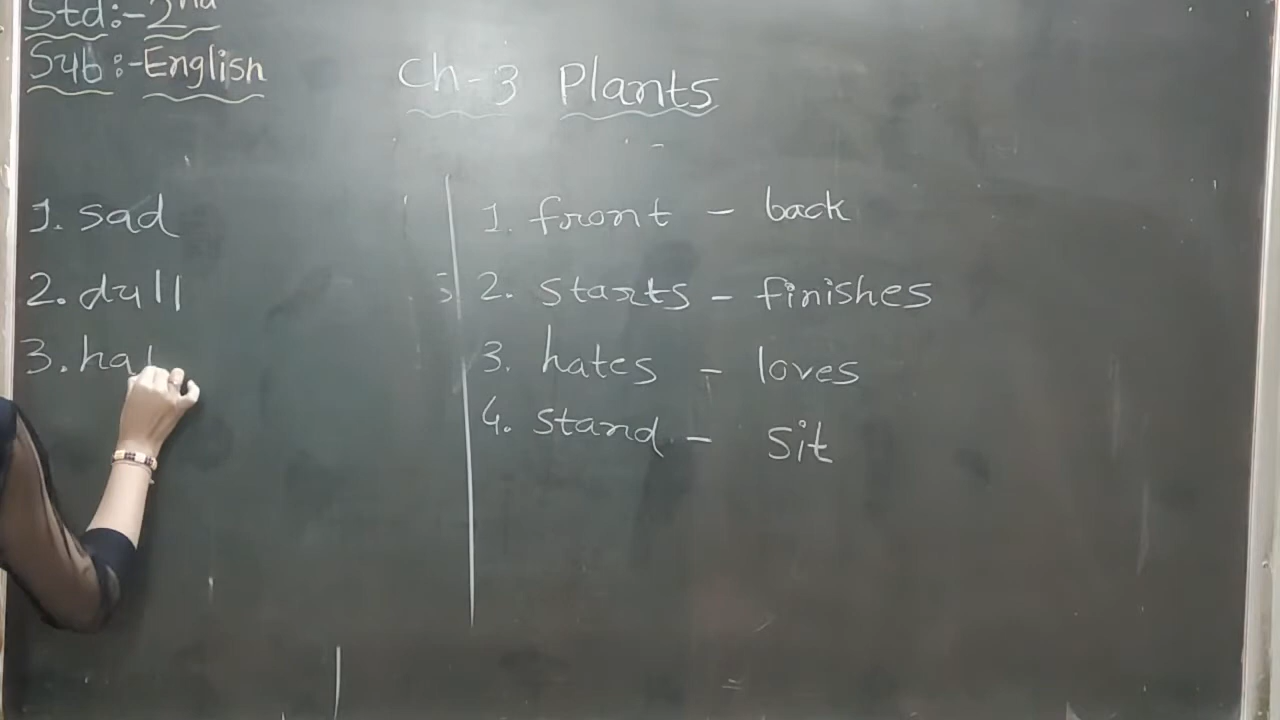 Std:- 2nd
Sub:- English
Ch-3 Plants
1. sad
2. dull
3.
1. front - back
2. starts - finishes
3. hates - loves
4. stand - sit